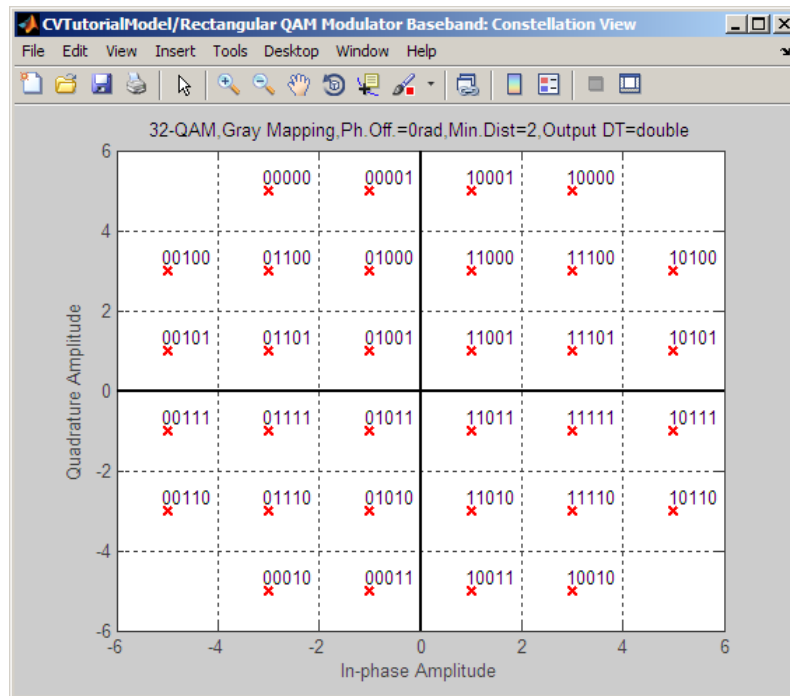 CVTutorialModel/Rectangular QAM Modulator Baseband: Constellation View
File Edit View Insert Tools Desktop Window Help
32-QAM,Gray Mapping,Ph.Off.=0rad,Min.Dist=2,Output DT=double
6
00000 00001 10001 10000
4
00100 01100 01000 11000 11100 10100
2
00101 01101 01001 11001 11101 10101
Quadrature Amplitude
0
00111 01111 01011 11011 11111 10111
-2
00110 01110 01010 11010 11110 10110
-4
00010 00011 10011 10010
-6
-6 -4 -2 0 2 4 6
In-phase Amplitude